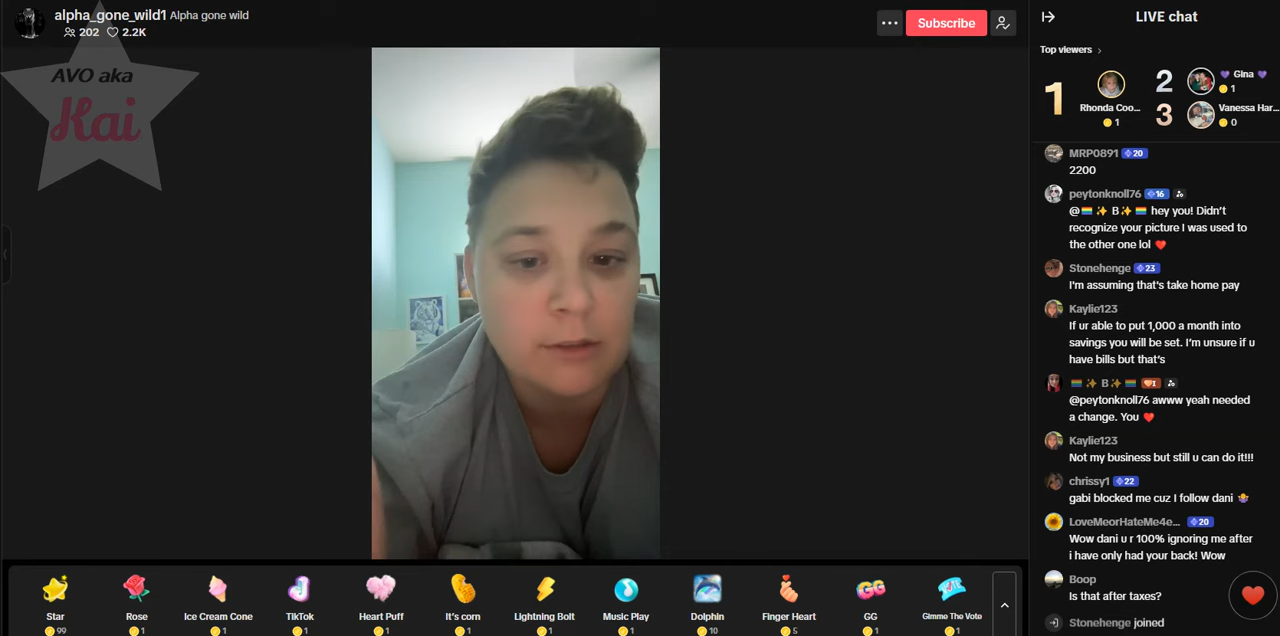 alpha_gone_wild1 Alpha gone wild
202 2.2K
AVO aka
Kai
Subscribe
LIVE chat
Top viewers
1
Rhonda Coo...
1
2
💜 Gina 💜
1
3
Vanessa Har...
0
MRP0891 20
2200
peytonknoll76 16
@🏳️‍🌈 ✨ B✨ 🏳️‍🌈 hey you! Didn't
recognize your picture I was used to
the other one lol ❤️
Stonehenge 23
I'm assuming that's take home pay
Kaylie123
If ur able to put 1,000 a month into
savings you will be set. I'm unsure if u
have bills but that's
🏳️‍🌈 ✨ B✨ 🏳️‍🌈 1
@peytonknoll76 awww yeah needed
a change. You ❤️
Kaylie123
Not my business but still u can do it!!!
chrissy1 22
gabi blocked me cuz I follow dani 🤷
LoveMeorHateMe4e... 20
Wow dani u r 100% ignoring me after
i have only had your back! Wow
Boop
Is that after taxes?
Stonehenge joined
Star
99
Rose
1
Ice Cream Cone
1
TikTok
1
Heart Puff
1
It's corn
1
Lightning Bolt
1
Music Play
1
Dolphin
10
Finger Heart
5
GG
GG
1
Gimme The Vote
1